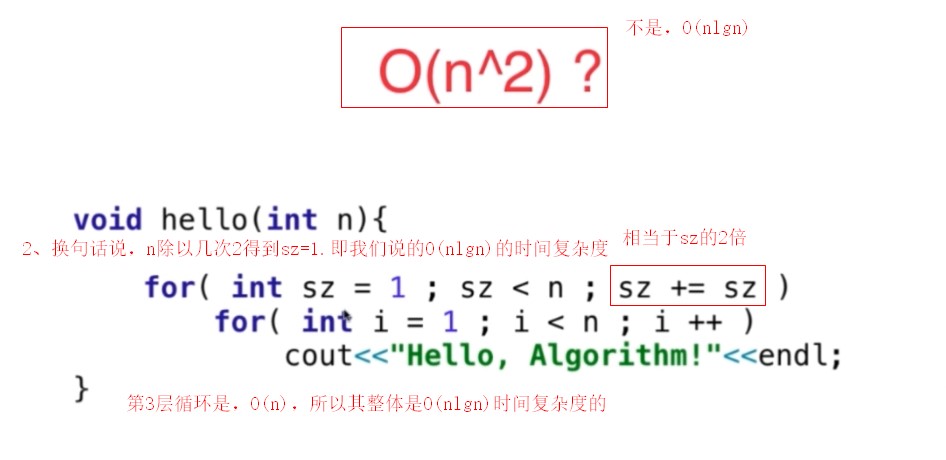 不是，O(nlgn)
O(n^2) ?
void hello(int n){
2、换句话说，n除以几次2得到sz=1.即我们说的O(nlgn)的时间复杂度
相当于sz的2倍
for( int sz = 1 ; sz < n ; sz += sz )
for( int i = 1 ; i < n ; i ++ )
cout<<"Hello, Algorithm!"<<endl;
}
第3层循环是，O(n)，所以其整体是O(nlgn)时间复杂度的